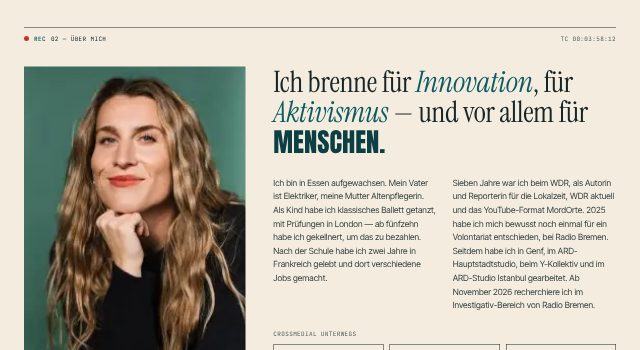 REC 02 — ÜBER MICH
TC 00:03:58:12
Ich brenne für Innovation, für
Aktivismus — und vor allem für
MENSCHEN.
Ich bin in Essen aufgewachsen. Mein Vater
ist Elektriker, meine Mutter Altenpflegerin.
Als Kind habe ich klassisches Ballett getanzt,
mit Prüfungen in London — ab fünfzehn
habe ich gekellnert, um das zu bezahlen.
Nach der Schule habe ich zwei Jahre in
Frankreich gelebt und dort verschiedene
Jobs gemacht.
Sieben Jahre war ich beim WDR, als Autorin
und Reporterin für die Lokalzeit, WDR aktuell
und das YouTube-Format MordOrte. 2025
habe ich mich bewusst noch einmal für ein
Volontariat entschieden, bei Radio Bremen.
Seitdem habe ich in Genf, im ARD-
Hauptstadtstudio, beim Y-Kollektiv und im
ARD-Studio Istanbul gearbeitet. Ab
November 2026 recherchiere ich im
Investigativ-Bereich von Radio Bremen.
CROSSMEDIAL UNTERWEGS